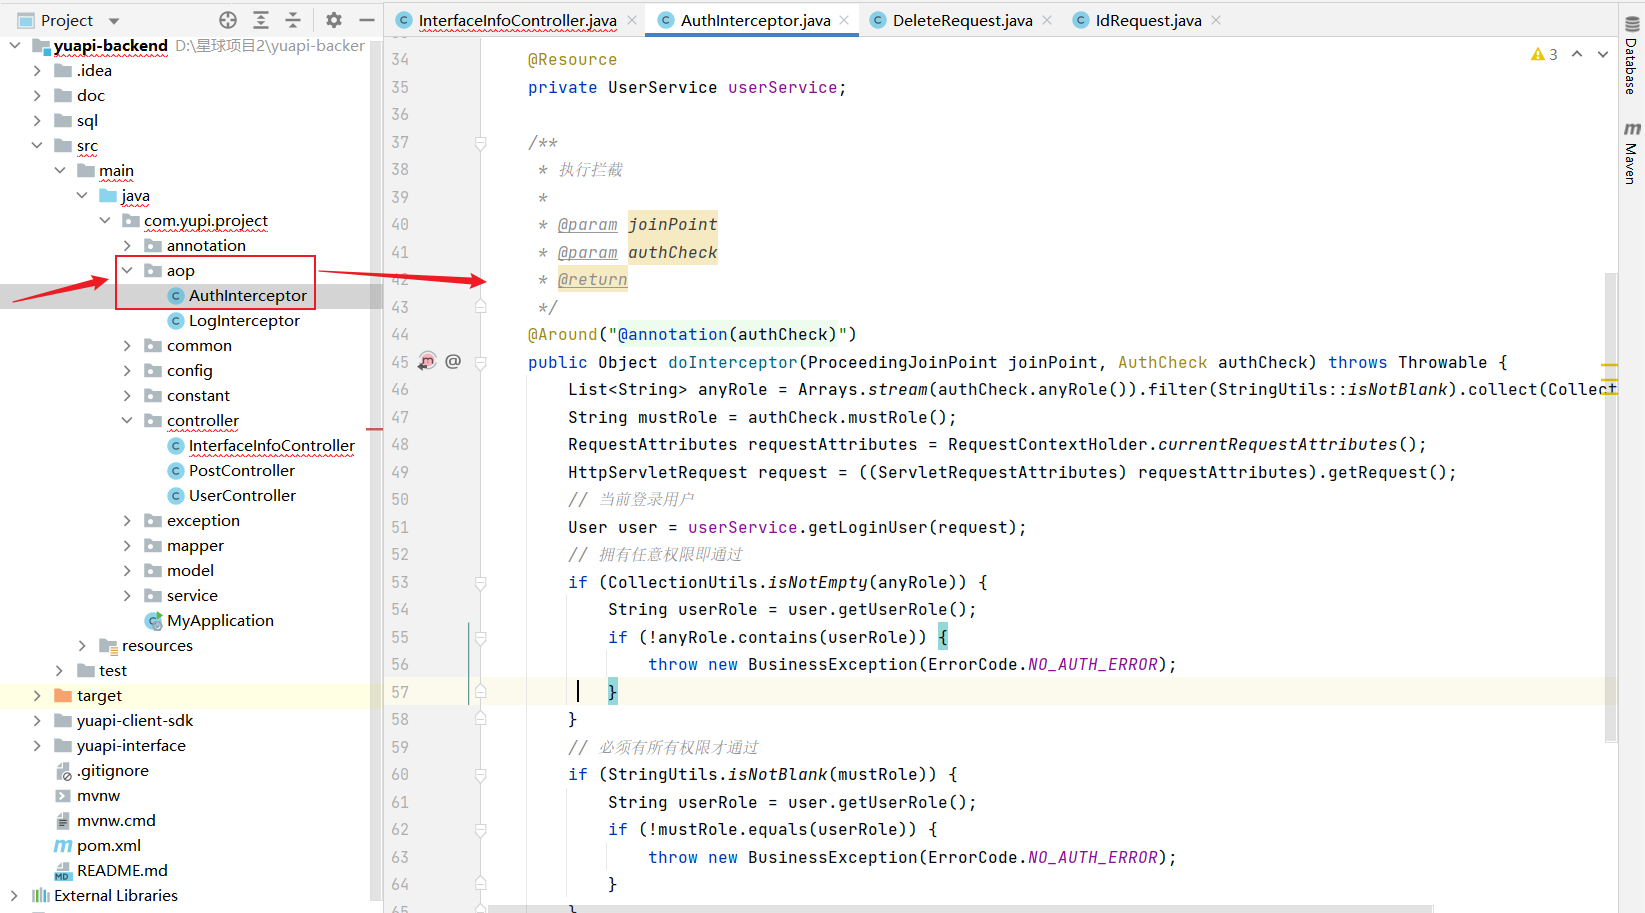 Project
InterfaceInfoController.java
AuthInterceptor.java
DeleteRequest.java
IdRequest.java
yuapi-backend D:\星球项目2\yuapi-backer
.idea
doc
sql
src
main
java
com.yupi.project
annotation
aop
AuthInterceptor
LogInterceptor
common
config
constant
controller
InterfaceInfoController
PostController
UserController
exception
mapper
model
service
MyApplication
resources
test
target
yuapi-client-sdk
yuapi-interface
.gitignore
mvnw
mvnw.cmd
pom.xml
README.md
External Libraries
34 @Resource
35 private UserService userService;
36
37 /**
38 * 执行拦截
39 *
40 * @param joinPoint
41 * @param authCheck
42 * @return
43 */
44 @Around("@annotation(authCheck)")
45 public Object doInterceptor(ProceedingJoinPoint joinPoint, AuthCheck authCheck) throws Throwable {
46 List<String> anyRole = Arrays.stream(authCheck.anyRole()).filter(StringUtils::isNotBlank).collect(Collect
47 String mustRole = authCheck.mustRole();
48 RequestAttributes requestAttributes = RequestContextHolder.currentRequestAttributes();
49 HttpServletRequest request = ((ServletRequestAttributes) requestAttributes).getRequest();
50 // 当前登录用户
51 User user = userService.getLoginUser(request);
52 // 拥有任意权限即通过
53 if (CollectionUtils.isNotEmpty(anyRole)) {
54 String userRole = user.getUserRole();
55 if (!anyRole.contains(userRole)) {
56 throw new BusinessException(ErrorCode.NO_AUTH_ERROR);
57 }
58 }
59 // 必须有所有权限才通过
60 if (StringUtils.isNotBlank(mustRole)) {
61 String userRole = user.getUserRole();
62 if (!mustRole.equals(userRole)) {
63 throw new BusinessException(ErrorCode.NO_AUTH_ERROR);
64 }
65 }
3
Database
Maven